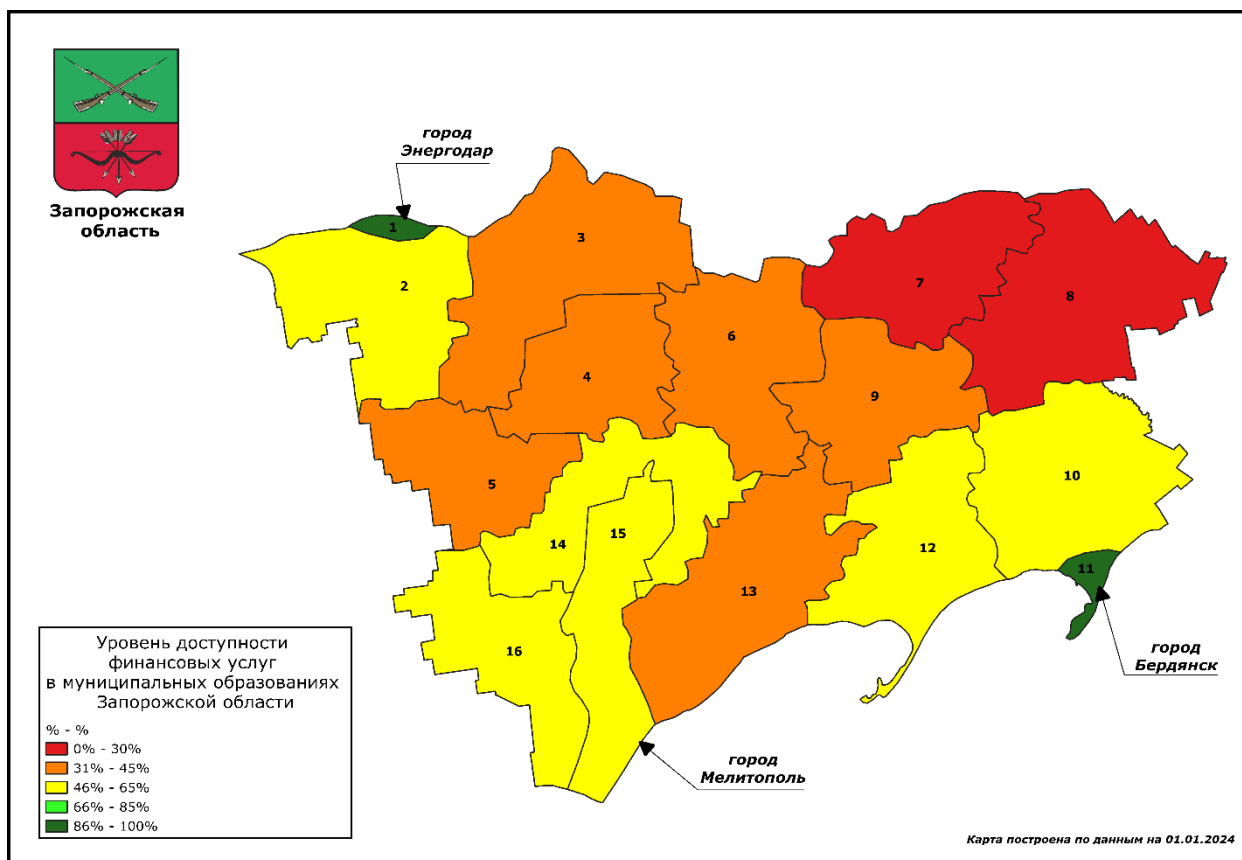 Запорожская
область
город
Энергодар
1
2
3
4
5
6
7
8
9
10
11
12
13
14
15
16
город
Бердянск
город
Мелитополь
Уровень доступности
финансовых услуг
в муниципальных образованиях
Запорожской области
% - %
0% - 30%
31% - 45%
46% - 65%
66% - 85%
86% - 100%
Карта построена по данным на 01.01.2024